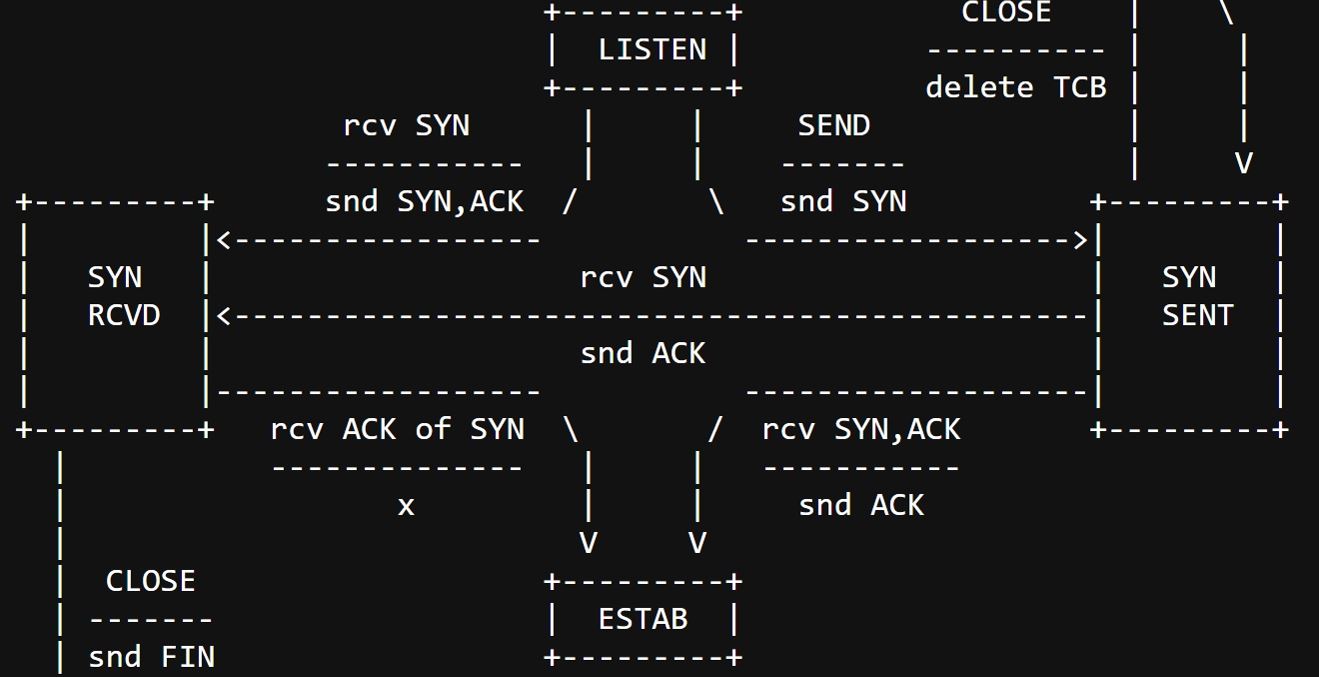 +---------+            CLOSE    |    \
              |  LISTEN |          ---------- |     |
              +---------+          delete TCB |     |
   rcv SYN      |     |     SEND              |     |
  -----------   |     |    -------            |     V
+---------+      snd SYN,ACK  /       \   snd SYN          +---------+
|         |<-----------------           ------------------>|         |
|   SYN   |                    rcv SYN                     |   SYN   |
|   RCVD  |<-----------------------------------------------|   SENT  |
|         |                    snd ACK                     |         |
|         |------------------           -------------------|         |
+---------+   rcv ACK of SYN  \       /  rcv SYN,ACK       +---------+
  |           --------------   |     |   -----------
  |                  x         |     |     snd ACK
  |                            V     V
  |  CLOSE                   +---------+
  | -------                  |  ESTAB  |
  | snd FIN                  +---------+